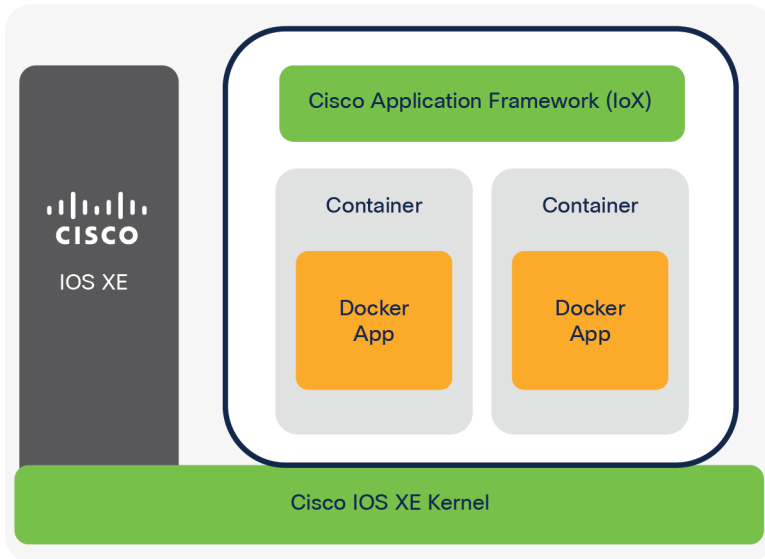 Cisco Application Framework (IoX)
Container
Container
CISCO
IOS XE
Docker
App
Docker
App
Cisco IOS XE Kernel